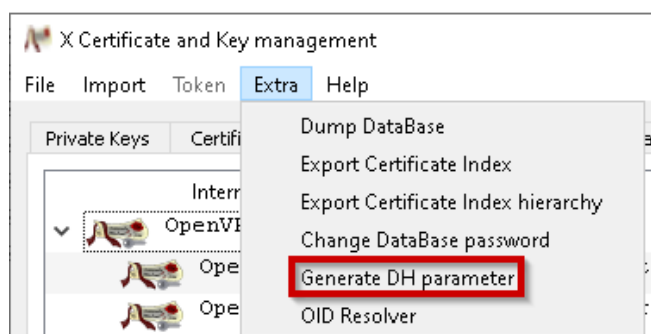 X Certificate and Key management
File Import Token Extra Help
Dump DataBase
Private Keys Certifi
Export Certificate Index
Intern
Export Certificate Index hierarchy
OpenVP
Change DataBase password
Ope
Generate DH parameter
Ope
OID Resolver